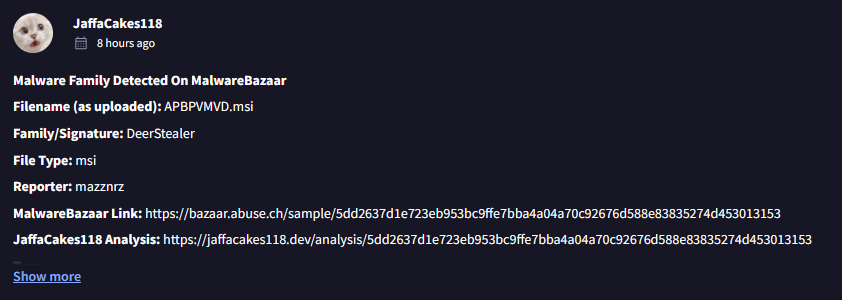 JaffaCakes118
8 hours ago
Malware Family Detected On MalwareBazaar
Filename (as uploaded): APBPVMVD.msi
Family/Signature: DeerStealer
File Type: msi
Reporter: mazznrz
MalwareBazaar Link: https://bazaar.abuse.ch/sample/5dd2637d1e723eb953bc9ffe7bba4a04a70c92676d588e83835274d453013153
JaffaCakes118 Analysis: https://jaffacakes118.dev/analysis/5dd2637d1e723eb953bc9ffe7bba4a04a70c92676d588e83835274d453013153
Show more